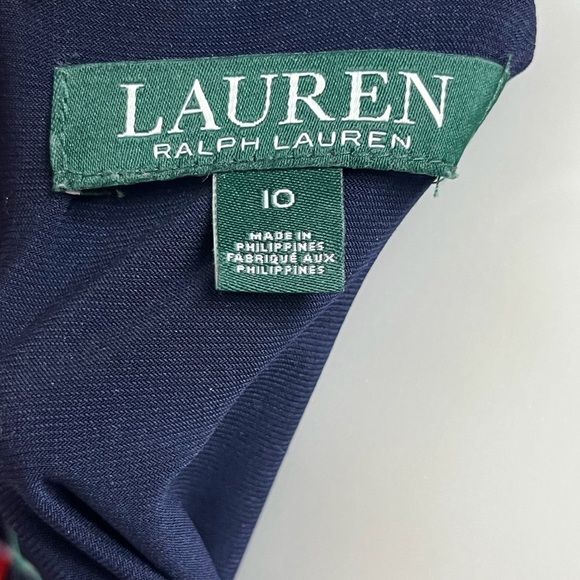 LAUREN
RALPH LAUREN
10
MADE IN
PHILIPPINES
FABRIQUÉ AUX
PHILIPPINES